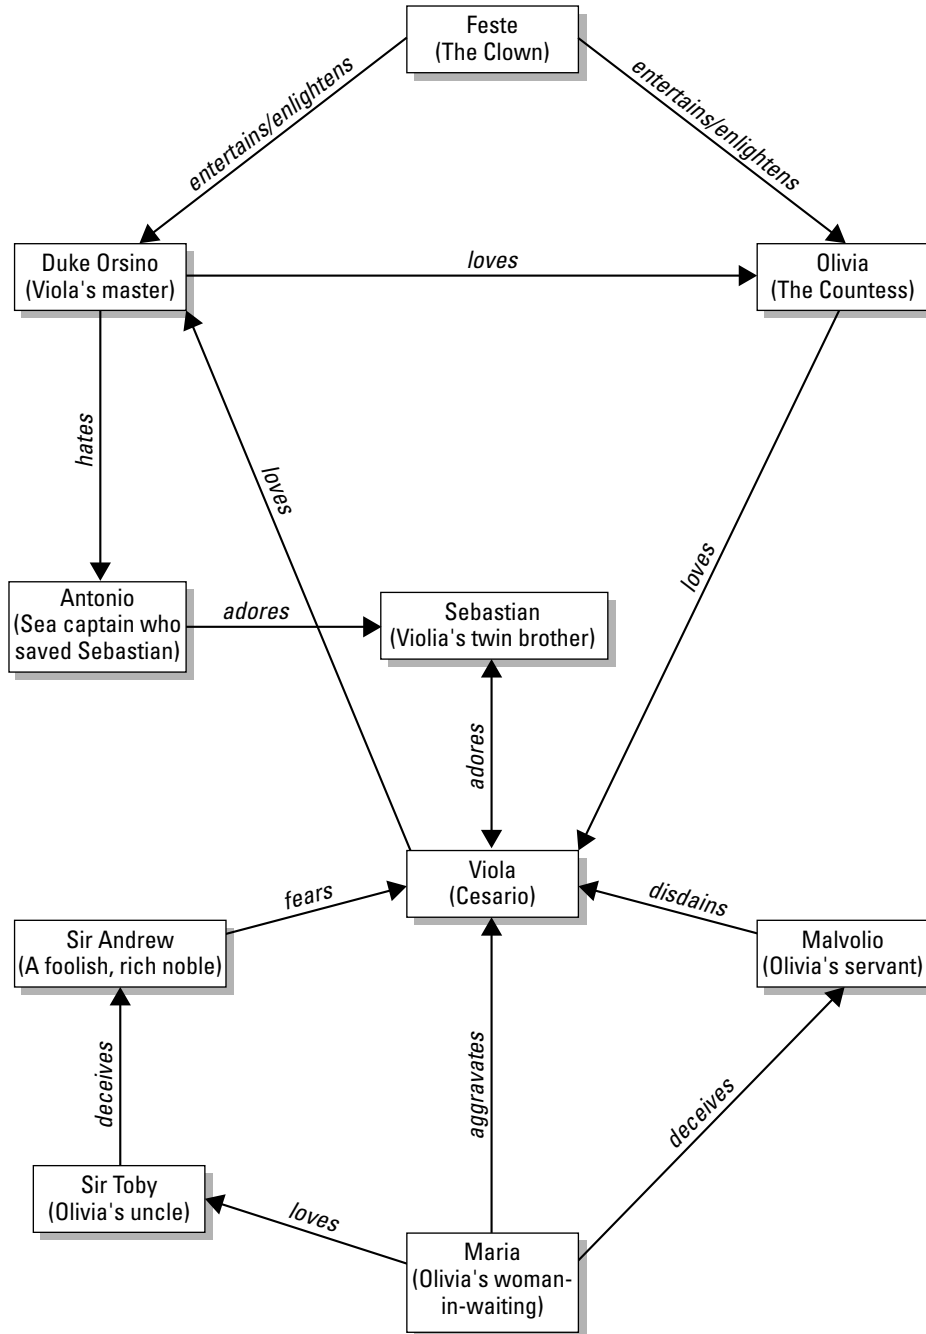 Feste
(The Clown)
entertains/enlightens
entertains/enlightens
Duke Orsino
(Viola's master)
loves
Olivia
(The Countess)
hates
loves
loves
Antonio
(Sea captain who
saved Sebastian)
adores
Sebastian
(Violia's twin brother)
adores
Viola
(Cesario)
fears
disdains
Sir Andrew
(A foolish, rich noble)
Malvolio
(Olivia's servant)
deceives
aggravates
deceives
Sir Toby
(Olivia's uncle)
loves
Maria
(Olivia's woman-
in-waiting)